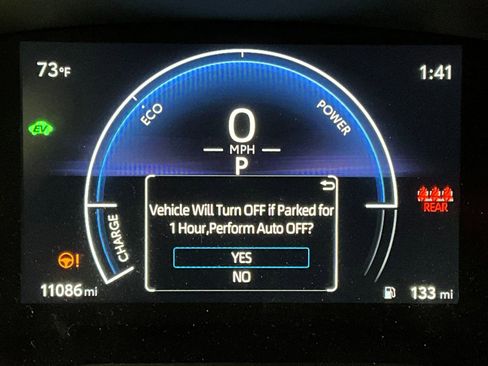 73°F
1:41
ECO
POWER
0
MPH
P
EV
CHARGE
REAR
Vehicle Will Turn OFF if Parked for
1 Hour,Perform Auto OFF?
YES
NO
!
11086 mi
133 mi